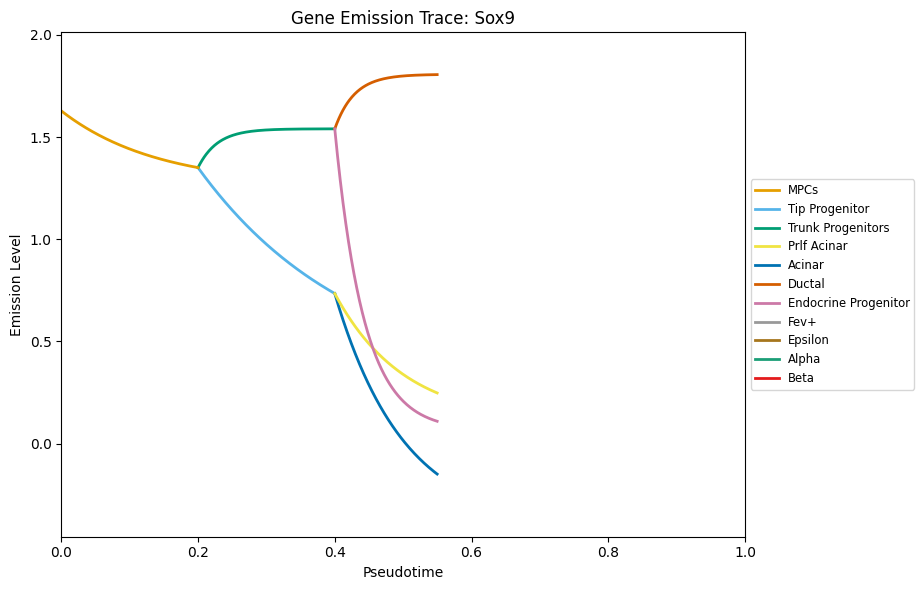 Gene Emission Trace: Sox9
2.0
1.5
1.0
0.5
0.0
Emission Level
0.0
0.2
0.4
0.6
0.8
1.0
Pseudotime
MPCs
Tip Progenitor
Trunk Progenitors
Prlf Acinar
Acinar
Ductal
Endocrine Progenitor
Fev+
Epsilon
Alpha
Beta